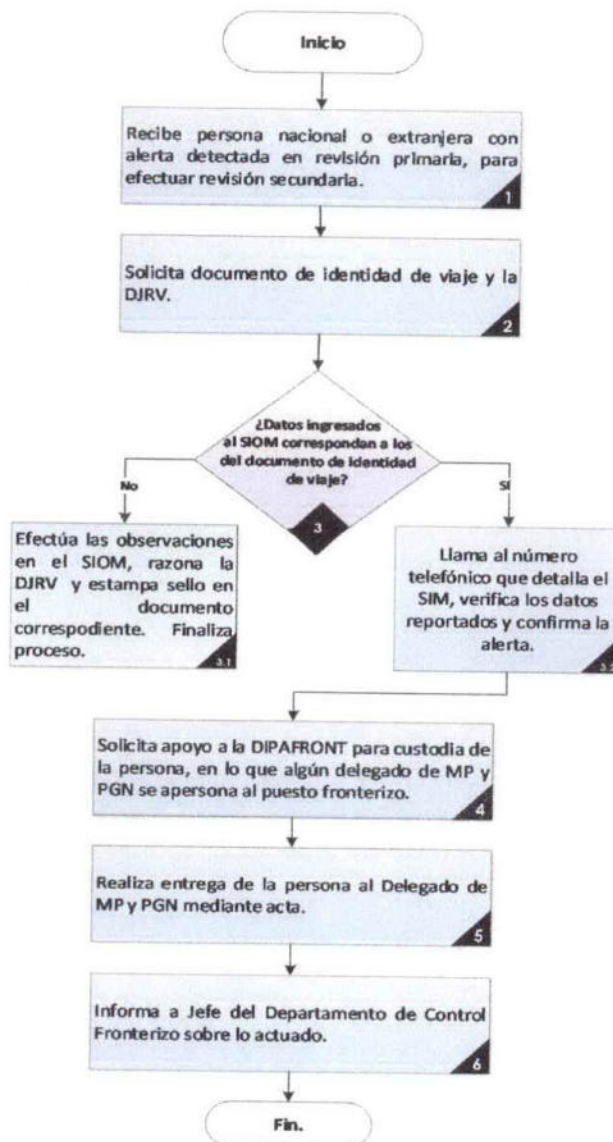 Inicio
Recibe persona nacional o extranjera con
alerta detectada en revisión primaria, para
efectuar revisión secundaria.
1
Solicita documento de identidad de viaje y la
DJRV.
2
¿Datos ingresados
al SIOM correspondan a los
del documento de identidad
de viaje?
3
No
SI
Efectúa las observaciones
en el SIOM, razona la
DJRV y estampa sello en
el documento
correspodiente. Finaliza
proceso.
3.1
Llama al número
telefónico que detalla el
SIM, verifica los datos
reportados y confirma la
alerta.
3.2
Solicita apoyo a la DIPAFRONT para custodia de
la persona, en lo que algún delegado de MP y
PGN se apersona al puesto fronterizo.
4
Realiza entrega de la persona al Delegado de
MP y PGN mediante acta.
5
Informa a Jefe del Departamento de Control
Fronterizo sobre lo actuado.
6
Fin.